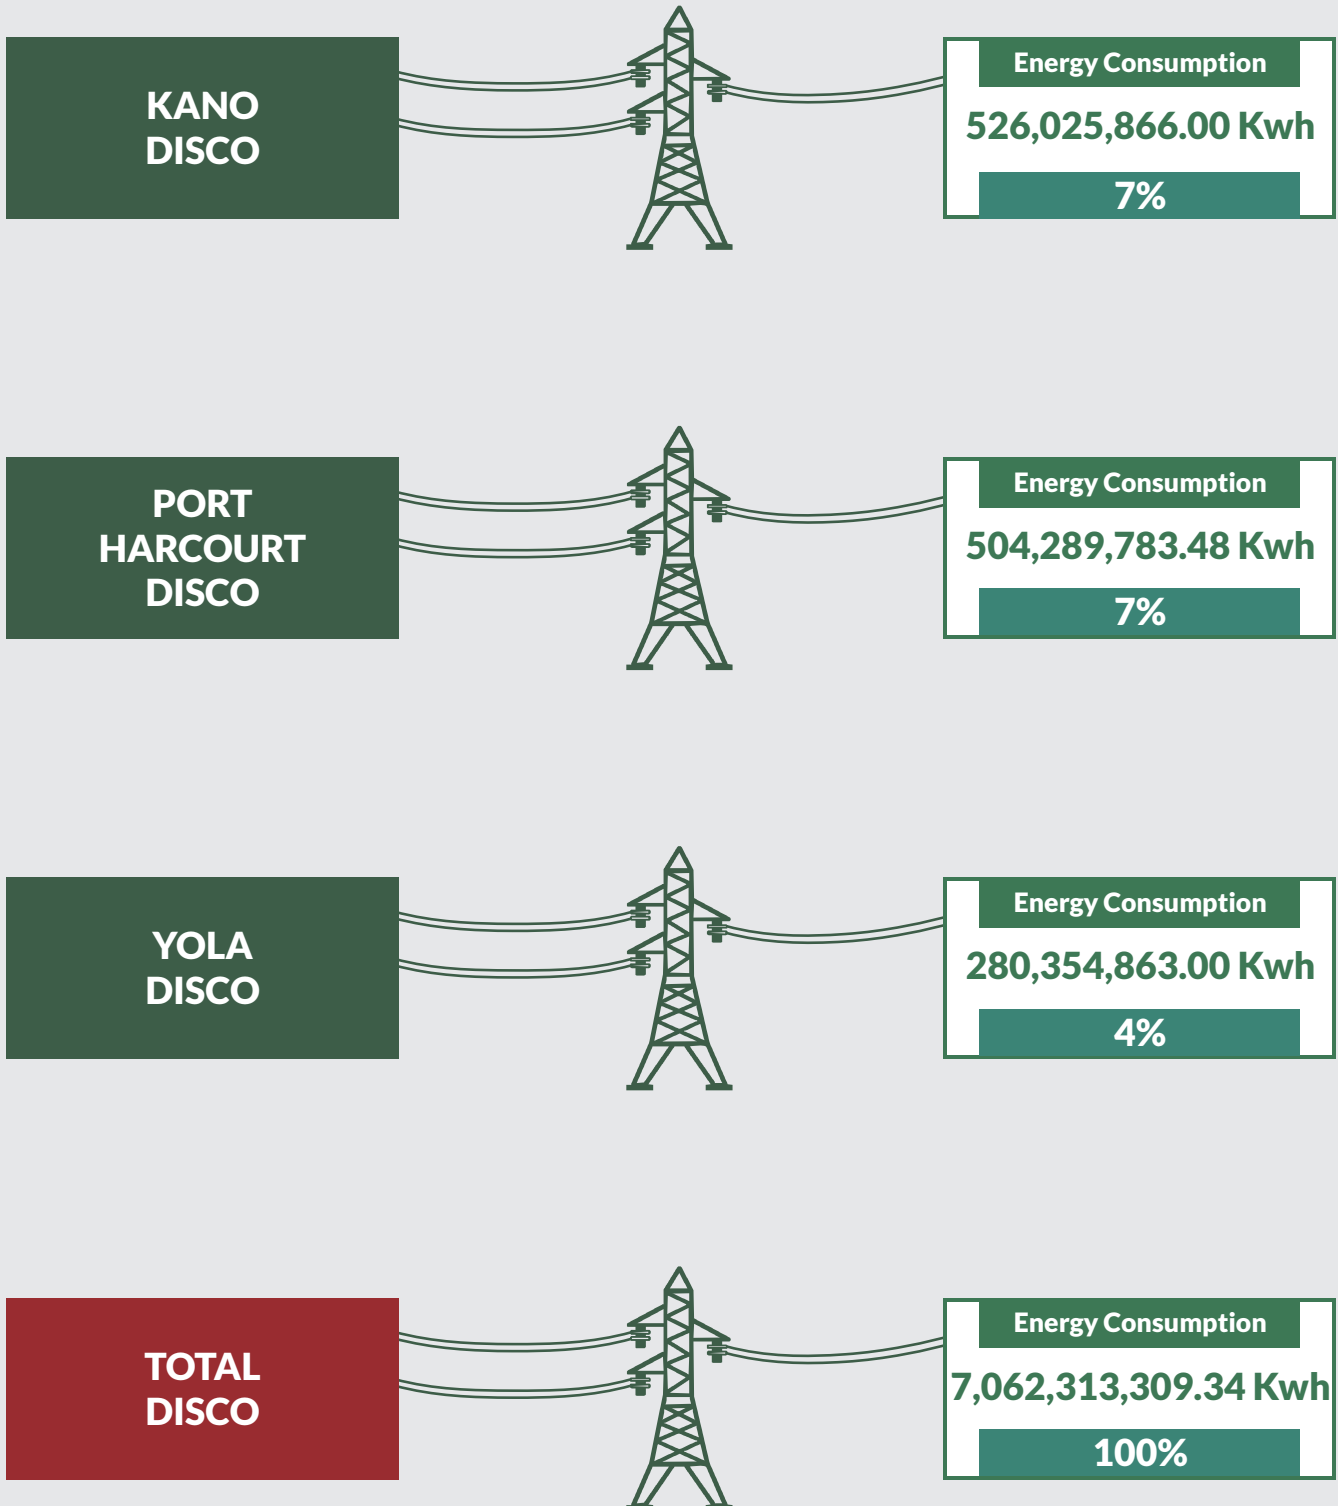 KANO
DISCO
Energy Consumption
526,025,866.00 Kwh
7%
PORT
HARCOURT
DISCO
Energy Consumption
504,289,783.48 Kwh
7%
YOLA
DISCO
Energy Consumption
280,354,863.00 Kwh
4%
TOTAL
DISCO
Energy Consumption
7,062,313,309.34 Kwh
100%